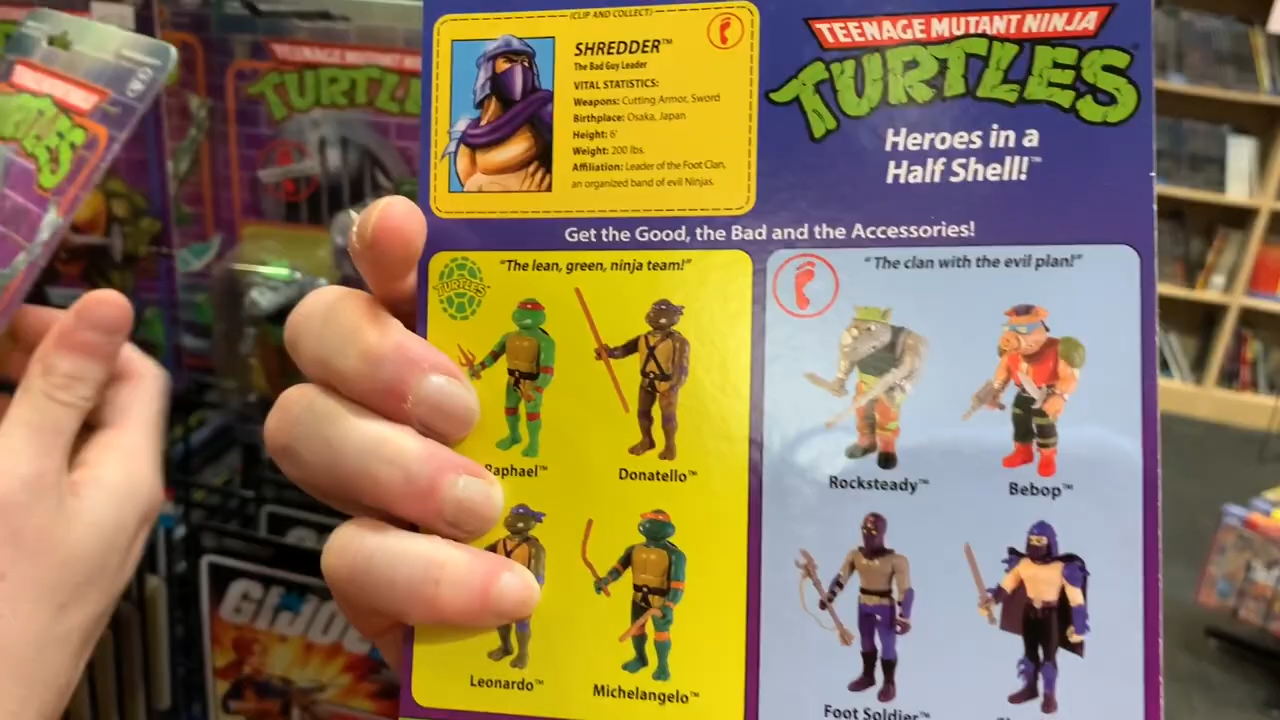 (CLIP AND COLLECT)
SHREDDER™
The Bad Guy Leader
VITAL STATISTICS:
Weapons: Cutting Armor, Sword
Birthplace: Osaka, Japan
Height: 6'
Weight: 200 lbs.
Affiliation: Leader of the Foot Clan,
an organized band of evil Ninjas.
TEENAGE MUTANT NINJA
TURTLES
Heroes in a
Half Shell!™
Get the Good, the Bad and the Accessories!
"The lean, green, ninja team!"
TURTLES
Raphael™
Donatello™
Leonardo™
Michelangelo™
"The clan with the evil plan!"
Rocksteady™
Bebop™
Foot Soldier™
TEENAGE MUTANT
TURTLES
GI JOE